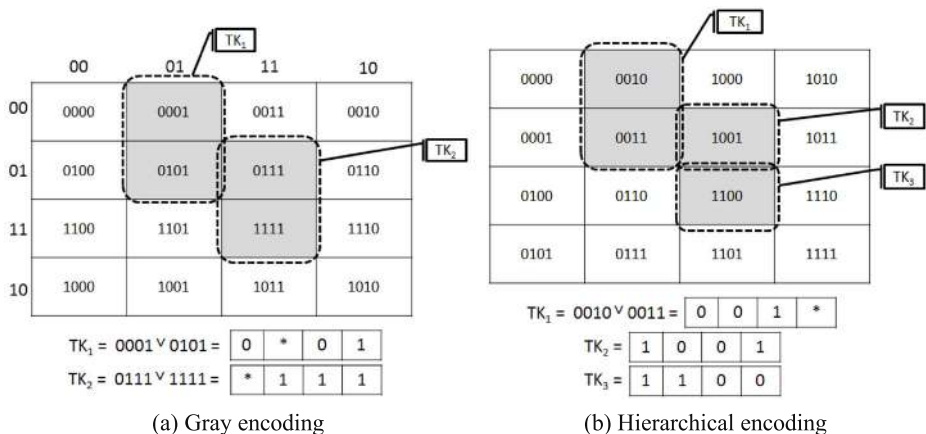 TK₁
00 01 11 10
00 0000 0001 0011 0010
TK₂
01 0100 0101 0111 0110
11 1100 1101 1111 1110
10 1000 1001 1011 1010
TK₁ = 0001 ∨ 0101 = 0 * 0 1
TK₂ = 0111 ∨ 1111 = * 1 1 1
(a) Gray encoding
TK₁
0000 0010 1000 1010
TK₂
0001 0011 1001 1011
TK₃
0100 0110 1100 1110
0101 0111 1101 1111
TK₁ = 0010 ∨ 0011 = 0 0 1 *
TK₂ = 1 0 0 1
TK₃ = 1 1 0 0
(b) Hierarchical encoding